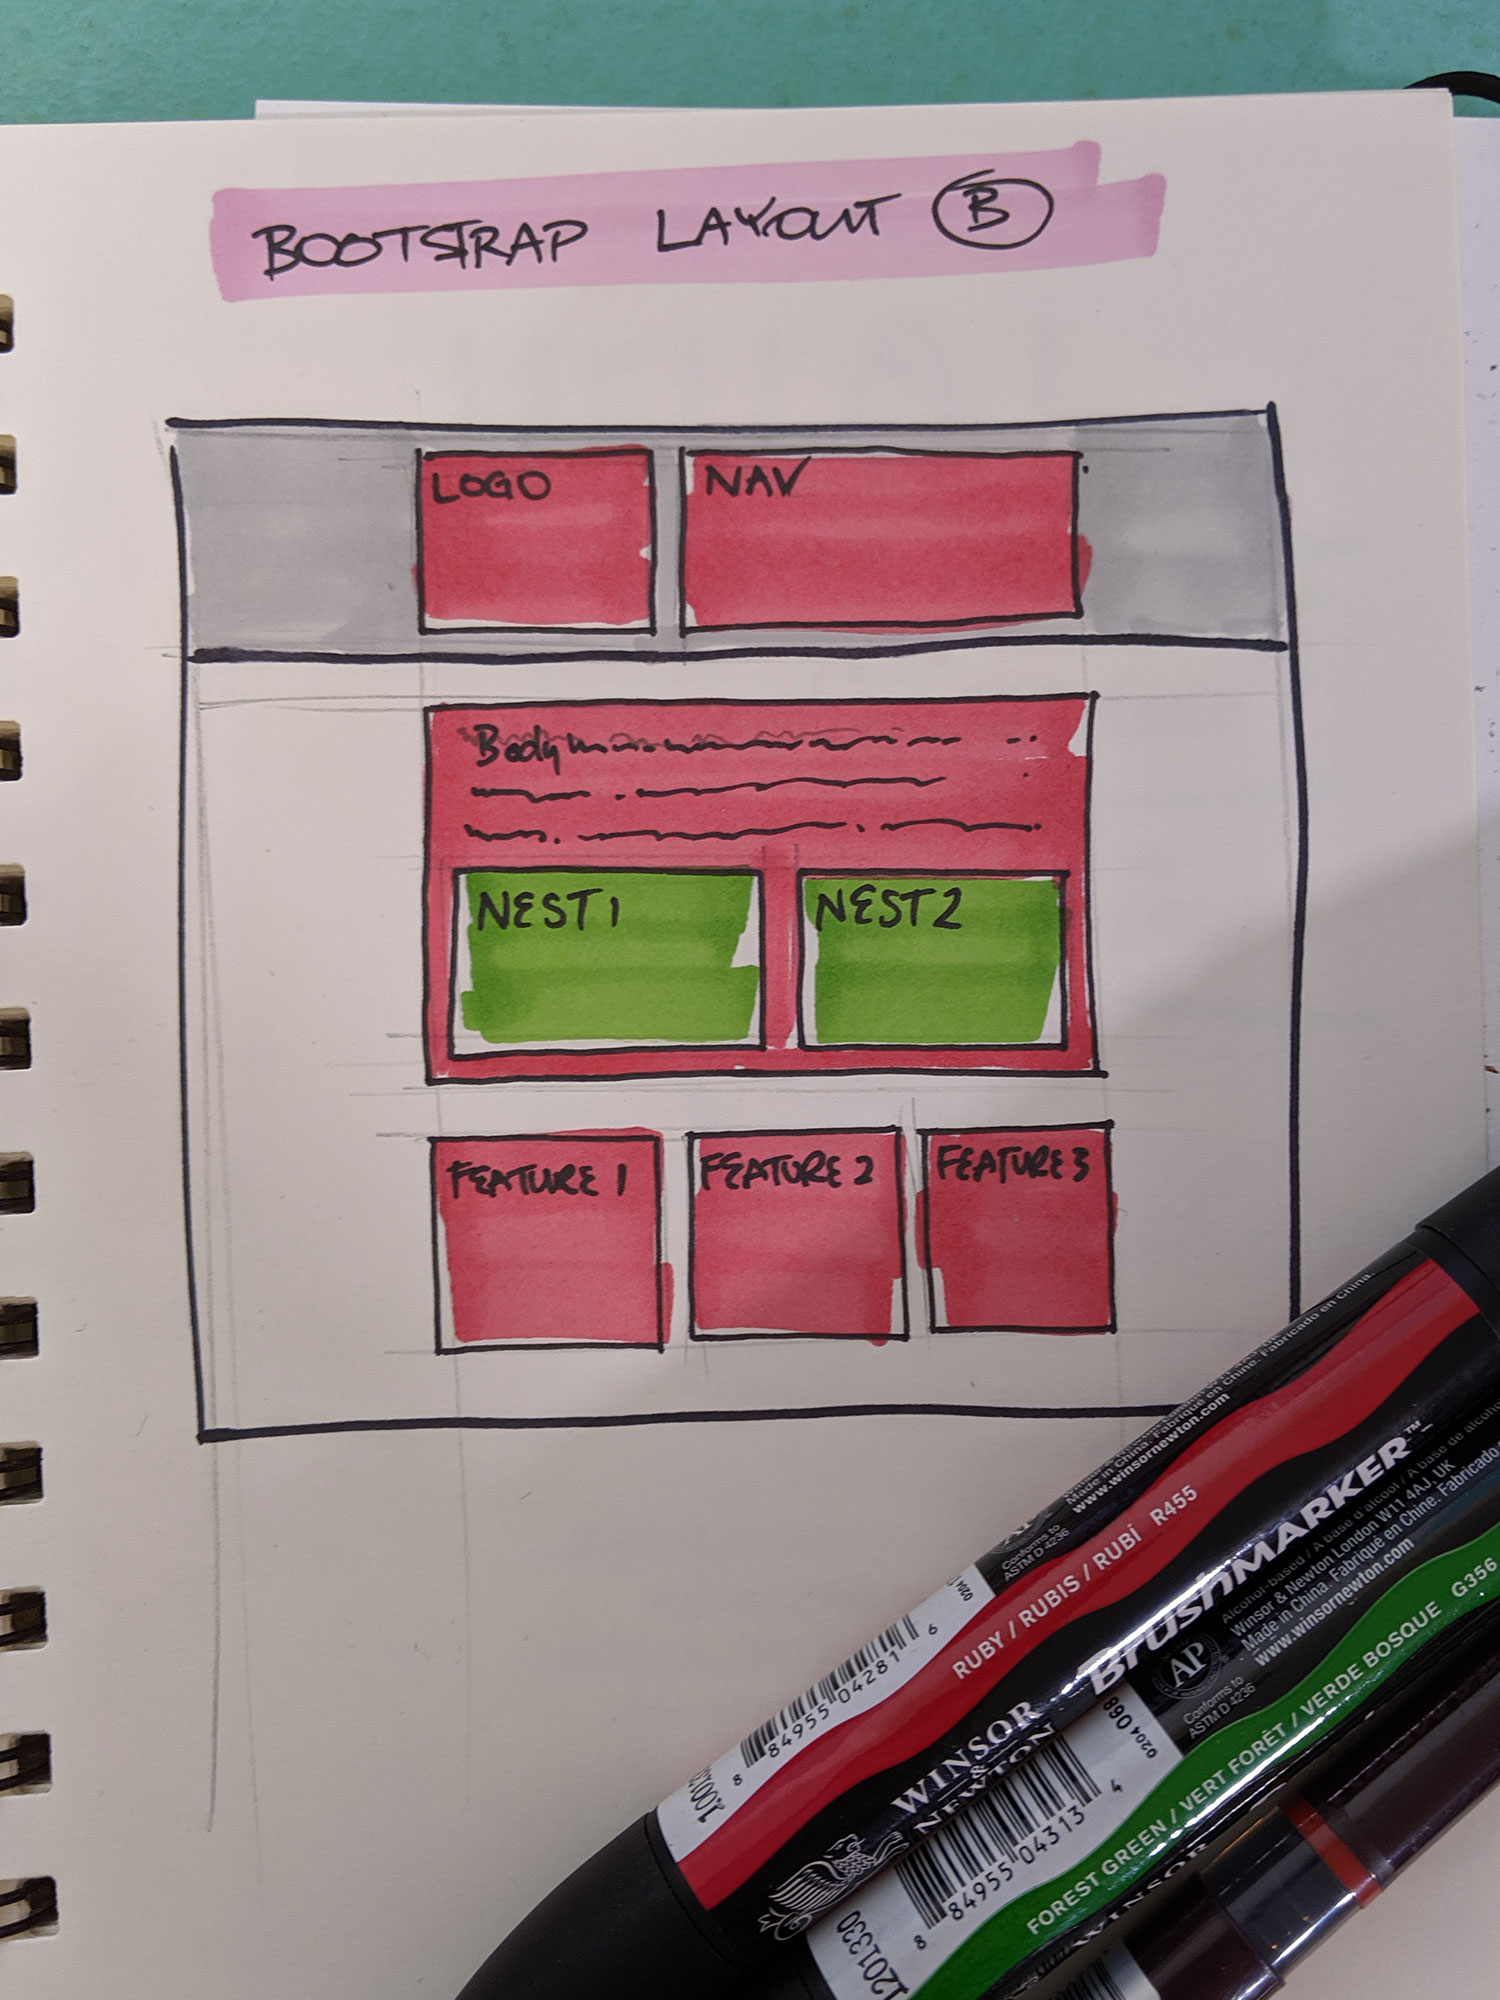 BOOTSTRAP LAYOUT B
LOGO
NAV
Body
NEST 1
NEST 2
FEATURE 1
FEATURE 2
FEATURE 3
Made in China. Fabriqué en Chine. Fabricado en China.
www.winsornewton.com
Conforms to
ASTM D 4236
RUBY / RUBIS / RUBÍ R455
8 84955 04281 6
WINSOR
& NEWTON
BrushMARKER™
Alcohol-based / A base d'alcool / A base de alcohol
Winsor & Newton London W11 4AJ, UK
Made in China. Fabriqué en Chine. Fabricado
www.winsornewton.com
AP
Conforms to
ASTM D 4236
0204 068
FOREST GREEN / VERT FORÊT / VERDE BOSQUE G356
8 84955 04313 4
1201330
WINSOR